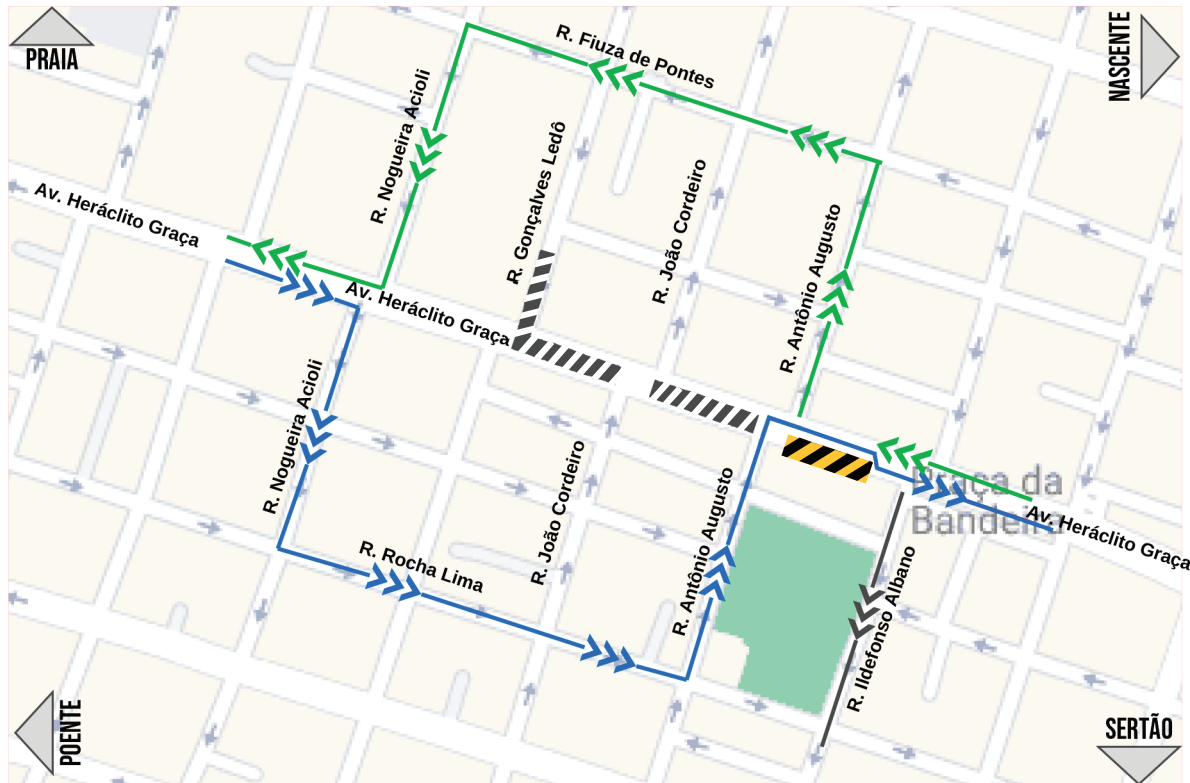 PRAIA
NASCENTE
R. Fiuza de Pontes
R. Nogueira Acioli
R. Gonçalves Ledô
R. João Cordeiro
Av. Heráclito Graça
R. Antônio Augusto
Av. Heráclito Graça
R. Nogueira Acioli
R. João Cordeiro
R. Antônio Augusto
Praça da
Bandeira
Av. Heráclito Graça
R. Rocha Lima
R. Ildefonso Albano
POENTE
SERTÃO